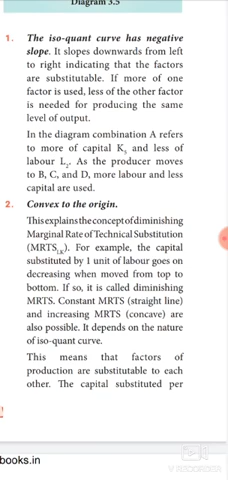 Diagram 3.5
1. The iso-quant curve has negative
slope. It slopes downwards from left
to right indicating that the factors
are substitutable. If more of one
factor is used, less of the other factor
is needed for producing the same
level of output.
In the diagram combination A refers
to more of capital K5 and less of
labour L2. As the producer moves
to B, C, and D, more labour and less
capital are used.
2. Convex to the origin.
This explains the concept of diminishing
Marginal Rate of Technical Substitution
(MRTSLK). For example, the capital
substituted by 1 unit of labour goes on
decreasing when moved from top to
bottom. If so, it is called diminishing
MRTS. Constant MRTS (straight line)
and increasing MRTS (concave) are
also possible. It depends on the nature
of iso-quant curve.
This means that factors of
production are substitutable to each
other. The capital substituted per
books.in